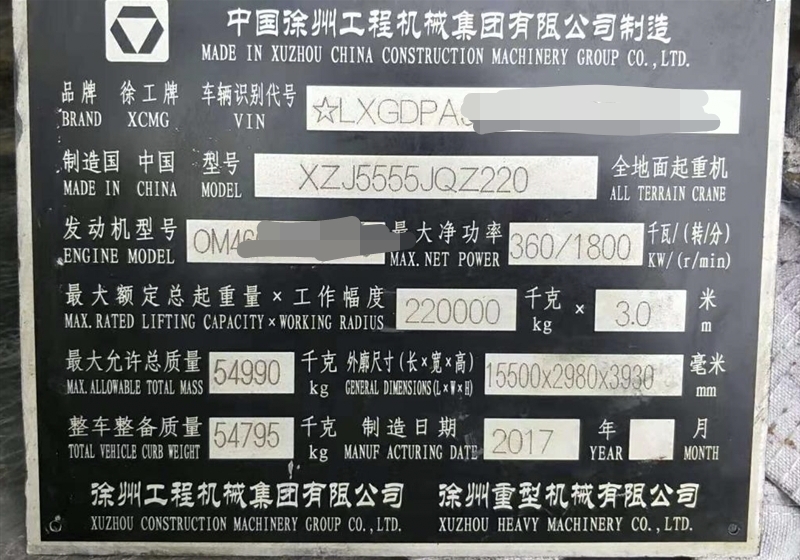 中国徐州工程机械集团有限公司制造
MADE IN XUZHOU CHINA CONSTRUCTION MACHINERY GROUP CO.,LTD.
品牌 徐工牌 车辆识别代号 ☆LXGDPA
BRAND XCMG VIN
制造国 中国 型号 XZJ5555JQZ220 全地面起重机
MADE IN CHINA MODEL ALL TERRAIN CRANE
发动机型号 OM46 最大净功率 360/1800 千瓦/(转/分)
ENGINE MODEL MAX. NET POWER KW/(r/min)
最大额定总起重量×工作幅度 220000 千克 × 3.0 米
MAX. RATED LIFTING CAPACITY×WORKING RADIUS kg m
最大允许总质量 54990 千克 外廓尺寸(长×宽×高) 15500x2980x3930 毫米
MAX. ALLOWABLE TOTAL MASS kg GENERAL DIMENSIONS(L×W×H) mm
整车整备质量 54795 千克 制造日期 2017 年 月
TOTAL VEHICLE CURB WEIGHT kg MANUF ACTURING DATE YEAR MONTH
徐州工程机械集团有限公司 徐州重型机械有限公司
XUZHOU CONSTRUCTION MACHINERY GROUP CO.,LTD. XUZHOU HEAVY MACHINERY CO.,LTD.